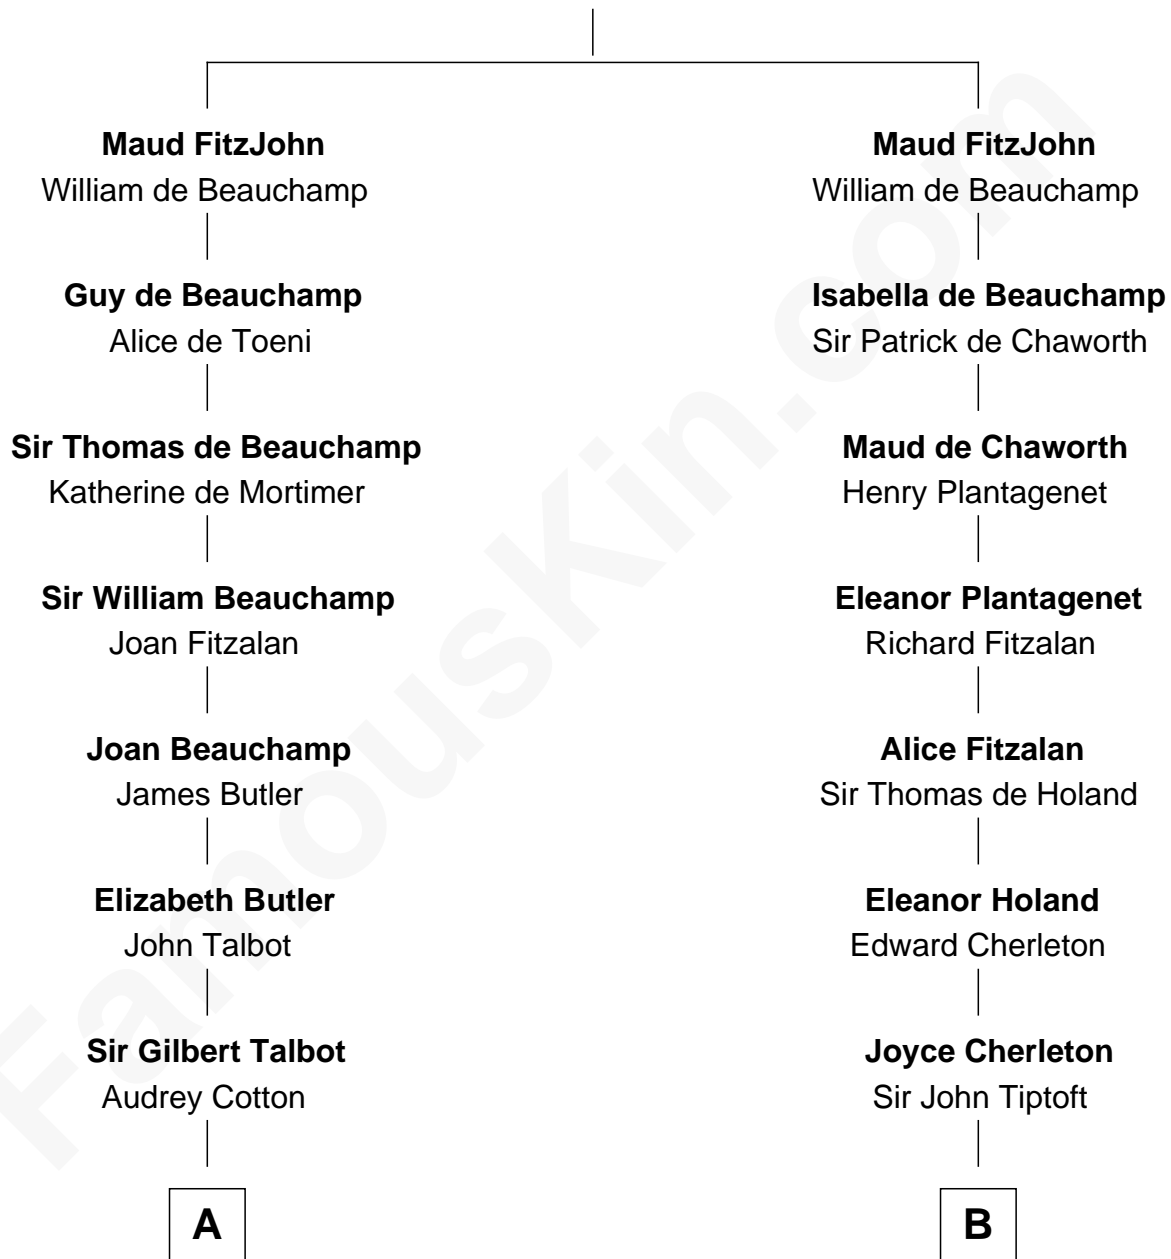 Maud FitzJohn
William de Beauchamp
Guy de Beauchamp
Alice de Toeni
Sir Thomas de Beauchamp
Katherine de Mortimer
Sir William Beauchamp
Joan Fitzalan
Joan Beauchamp
James Butler
Elizabeth Butler
John Talbot
Sir Gilbert Talbot
Audrey Cotton
A
Maud FitzJohn
William de Beauchamp
Isabella de Beauchamp
Sir Patrick de Chaworth
Maud de Chaworth
Henry Plantagenet
Eleanor Plantagenet
Richard Fitzalan
Alice Fitzalan
Sir Thomas de Holand
Eleanor Holand
Edward Cherleton
Joyce Cherleton
Sir John Tiptoft
B
FamousKin.com